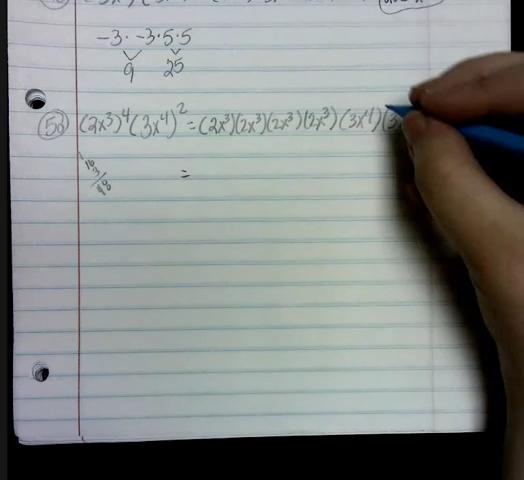 -3· -3·5·5
9 25
58 (2x³)⁴(3x⁴)² = (2x³)(2x³)(2x³)(2x³)(3x⁴)(3
=